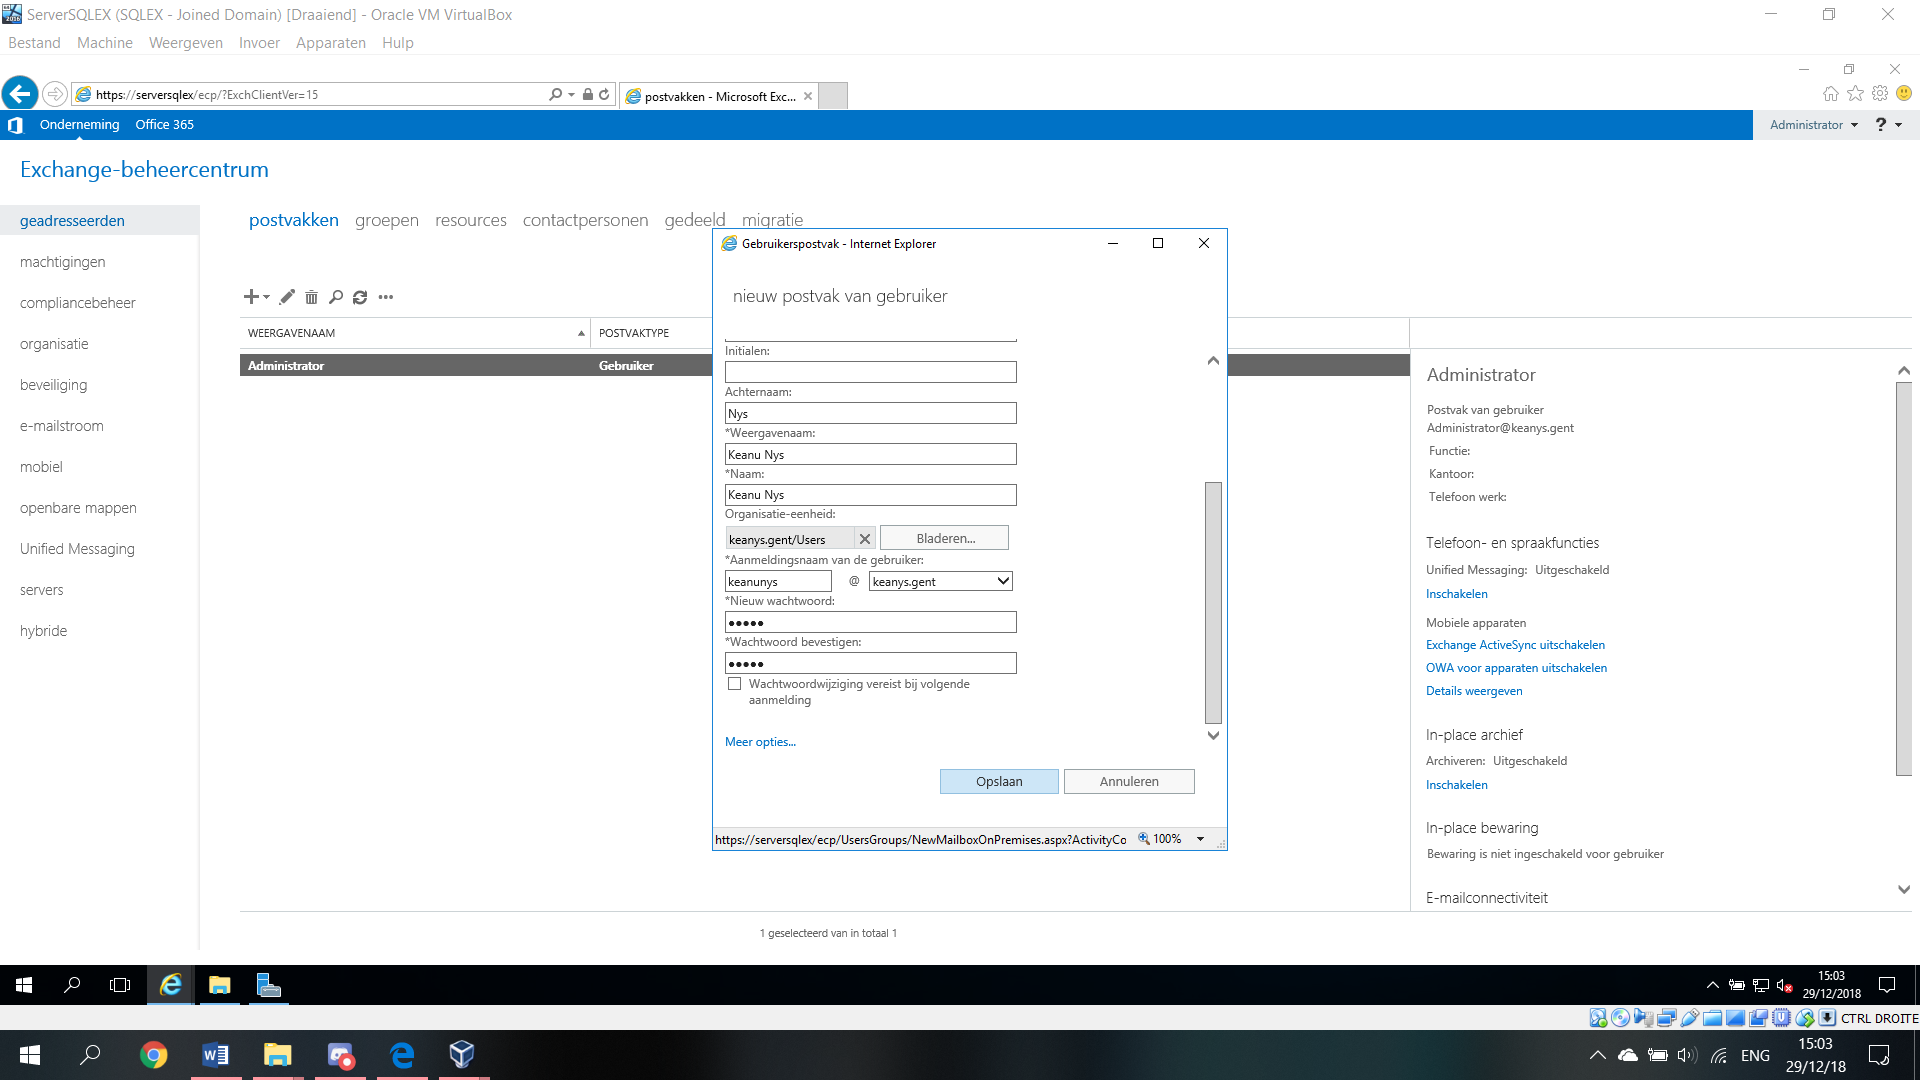 ServerSQLEX (SQLEX - Joined Domain) [Draaiend] - Oracle VM VirtualBox
Bestand Machine Weergeven Invoer Apparaten Hulp
https://serversqlex/ecp/?ExchClientVer=15
postvakken - Microsoft Exc...
Onderneming Office 365
Administrator ?
Exchange-beheercentrum
geadresseerden
machtigingen
compliancebeheer
organisatie
beveiliging
e-mailstroom
mobiel
openbare mappen
Unified Messaging
servers
hybride
postvakken groepen resources contactpersonen gedeeld migratie
WEERGAVENAAM POSTVAKTYPE
Administrator Gebruiker
1 geselecteerd van in totaal 1
Gebruikerspostvak - Internet Explorer
nieuw postvak van gebruiker
Initialen:
Achternaam:
Nys
*Weergavenaam:
Keanu Nys
*Naam:
Keanu Nys
Organisatie-eenheid:
keanys.gent/Users Bladeren...
*Aanmeldingsnaam van de gebruiker:
keanunys @ keanys.gent
*Nieuw wachtwoord:
•••••
*Wachtwoord bevestigen:
•••••
Wachtwoordwijziging vereist bij volgende
aanmelding
Meer opties...
Opslaan Annuleren
https://serversqlex/ecp/UsersGroups/NewMailboxOnPremises.aspx?ActivityCo 100%
Administrator
Postvak van gebruiker
Administrator@keanys.gent
Functie:
Kantoor:
Telefoon werk:
Telefoon- en spraakfuncties
Unified Messaging: Uitgeschakeld
Inschakelen
Mobiele apparaten
Exchange ActiveSync uitschakelen
OWA voor apparaten uitschakelen
Details weergeven
In-place archief
Archiveren: Uitgeschakeld
Inschakelen
In-place bewaring
Bewaring is niet ingeschakeld voor gebruiker
E-mailconnectiviteit
15:03
29/12/2018
CTRL DROITE
ENG
15:03
29/12/18